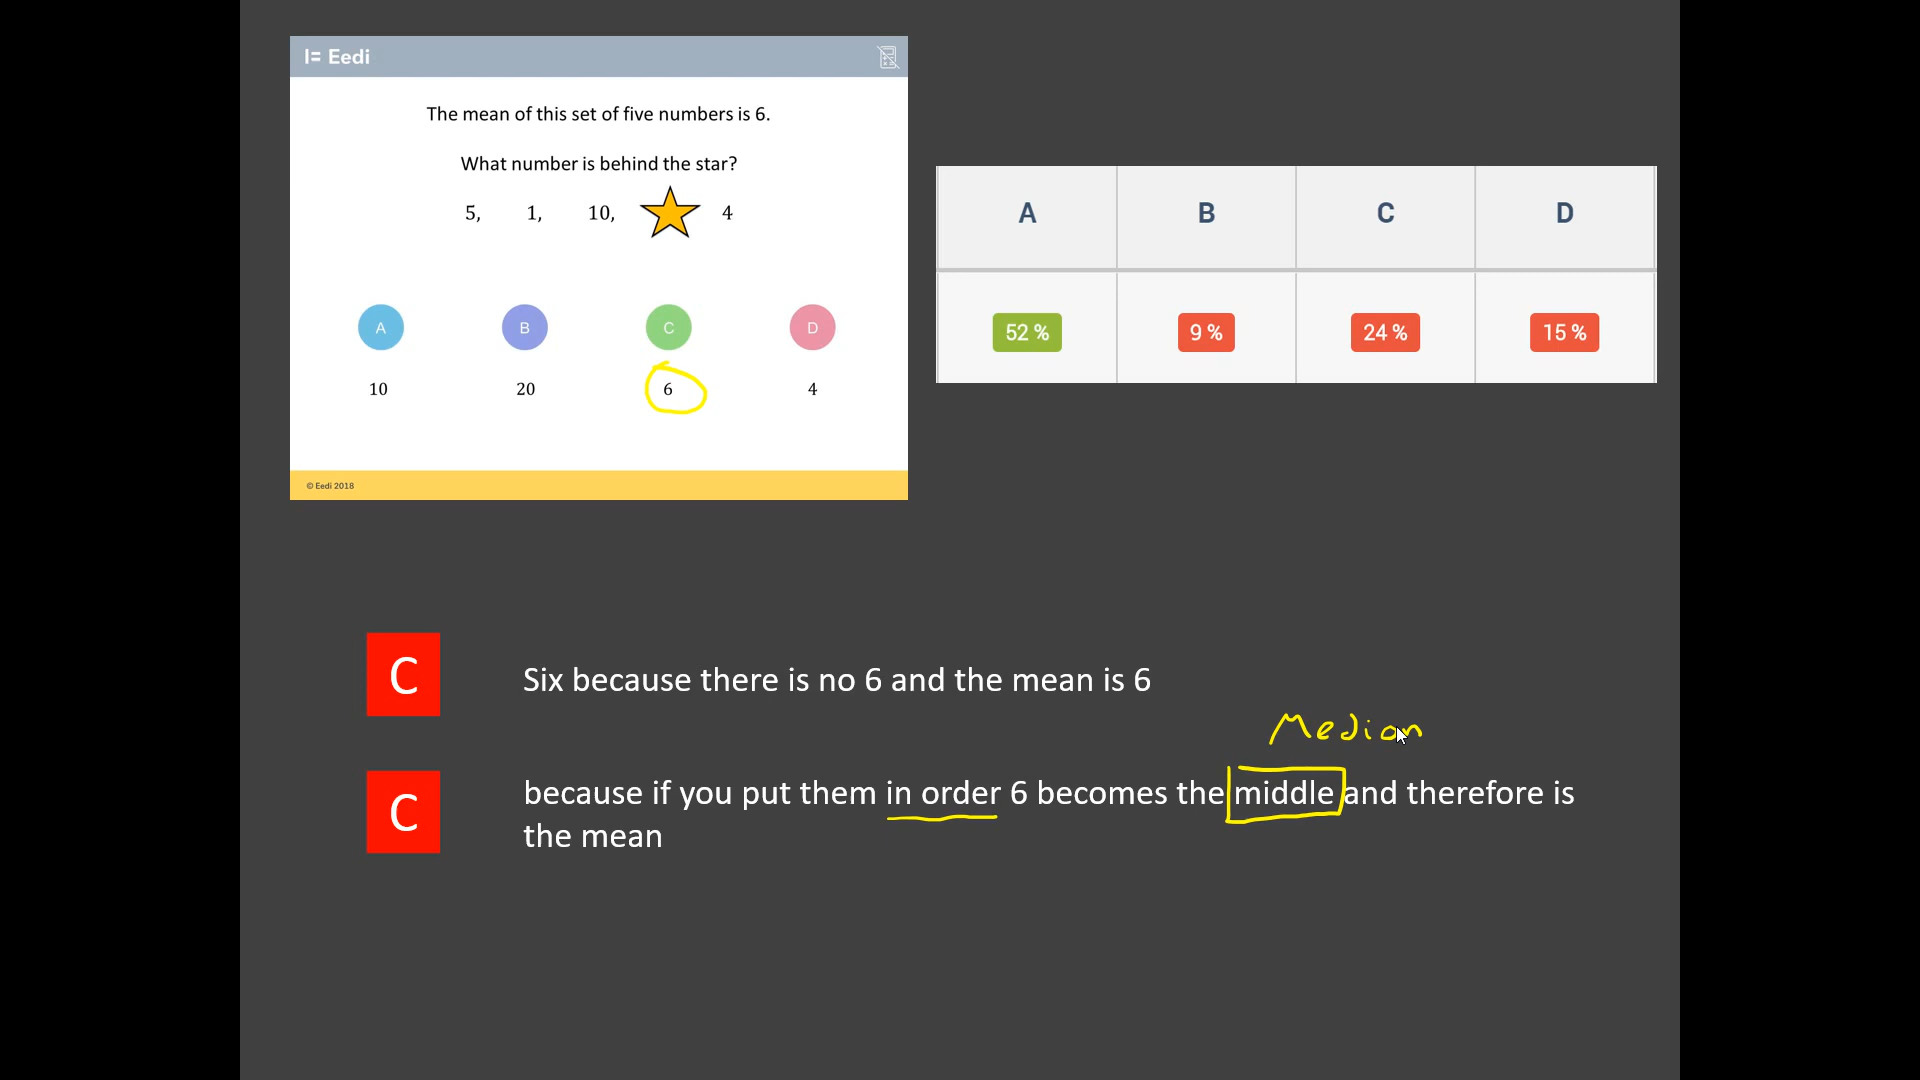 I= Eedi
The mean of this set of five numbers is 6.
What number is behind the star?
5, 1, 10, 4
A B C D
10 20 6 4
© Eedi 2018
A B C D
52 % 9 % 24 % 15 %
C Six because there is no 6 and the mean is 6
Median
C because if you put them in order 6 becomes the middle and therefore is
the mean